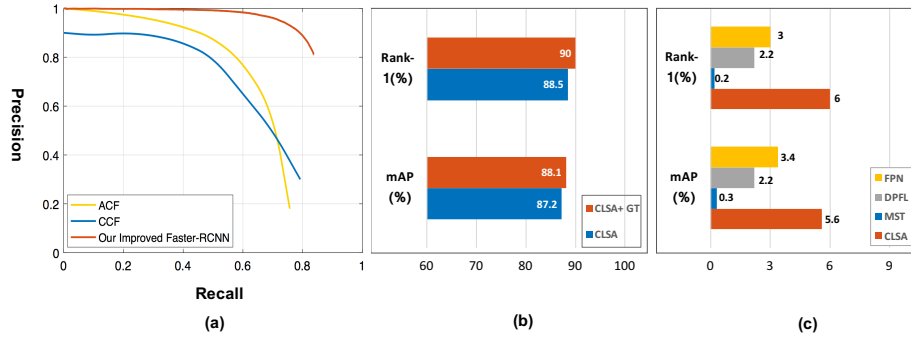 Precision
1
0.8
0.6
0.4
0.2
0
ACF
CCF
Our Improved Faster-RCNN
0 0.2 0.4 0.6 0.8 1
Recall
(a)
Rank-
1(%)
90
88.5
mAP
(%)
88.1
87.2
CLSA+ GT
CLSA
60 70 80 90 100
(b)
Rank-
1(%)
3
2.2
0.2
6
mAP
(%)
3.4
2.2
0.3
5.6
FPN
DPFL
MST
CLSA
0 3 6 9
(c)